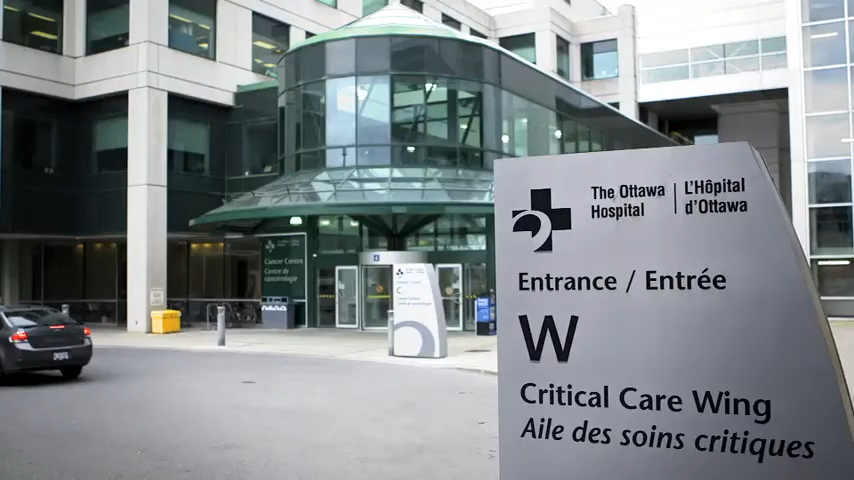 The Ottawa
Hospital
L'Hôpital
d'Ottawa
Entrance / Entrée
W
Critical Care Wing
Aile des soins critiques
Cancer Centre
Centre de
cancérologie
C